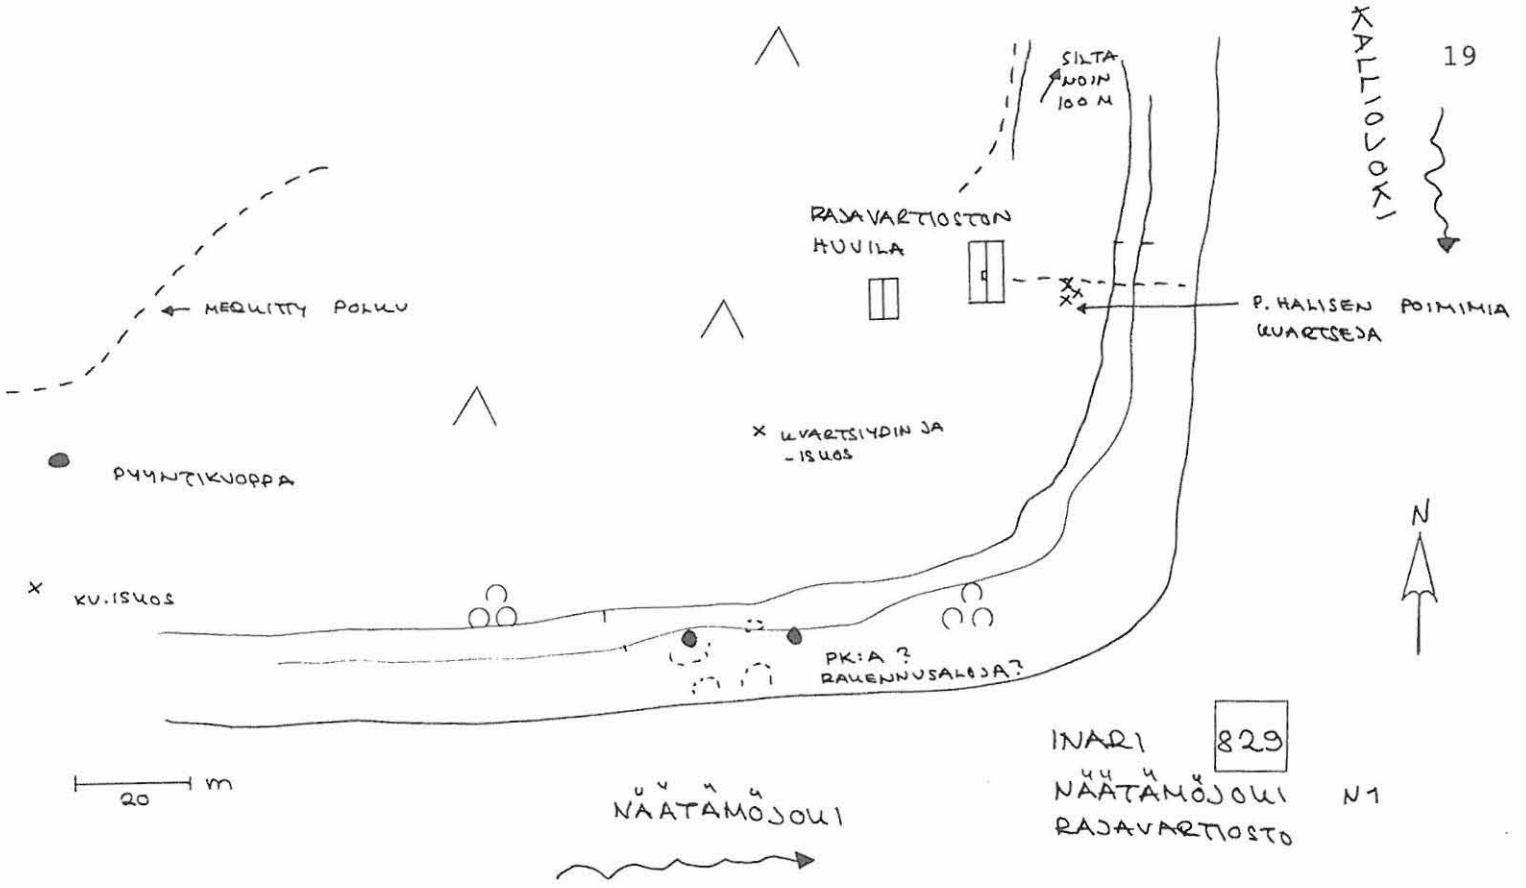 19
KALLIOJOKI
SILTA
NOIN
100 M
RAJAVARTIOSTON
HUVILA
MERKITTY POLKU
P. HALISEN POIMIMIA
KVARTSEJA
KVARTSIYDIN JA
-ISKOS
PYYNTIKUOPPA
N
KV.ISKOS
PK:A ?
RAKENNUSALOJA?
INARI 829
NÄÄTÄMÖJOKI N1
RAJAVARTIOSTO
m
20
NÄÄTÄMÖJOKI